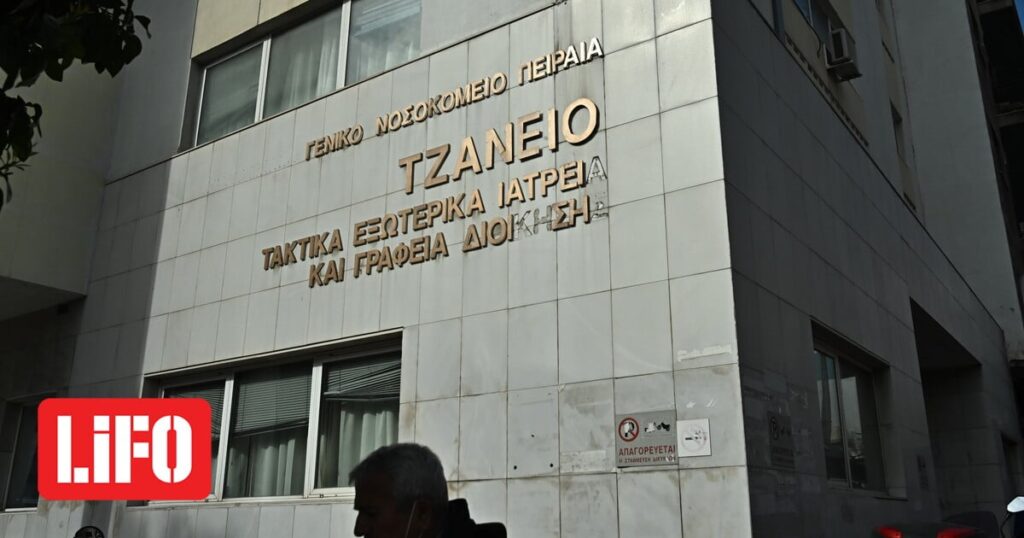 ΓΕΝΙΚΟ ΝΟΣΟΚΟΜΕΙΟ ΠΕΙΡΑΙΑ
ΤΖΑΝΕΙΟ
ΤΑΚΤΙΚΑ ΕΞΩΤΕΡΙΚΑ ΙΑΤΡΕΙΑ
ΚΑΙ ΓΡΑΦΕΙΑ ΔΙΟΙΚΗΣΗΣ
ΑΠΑΓΟΡΕΥΕΤΑΙ
LiFO